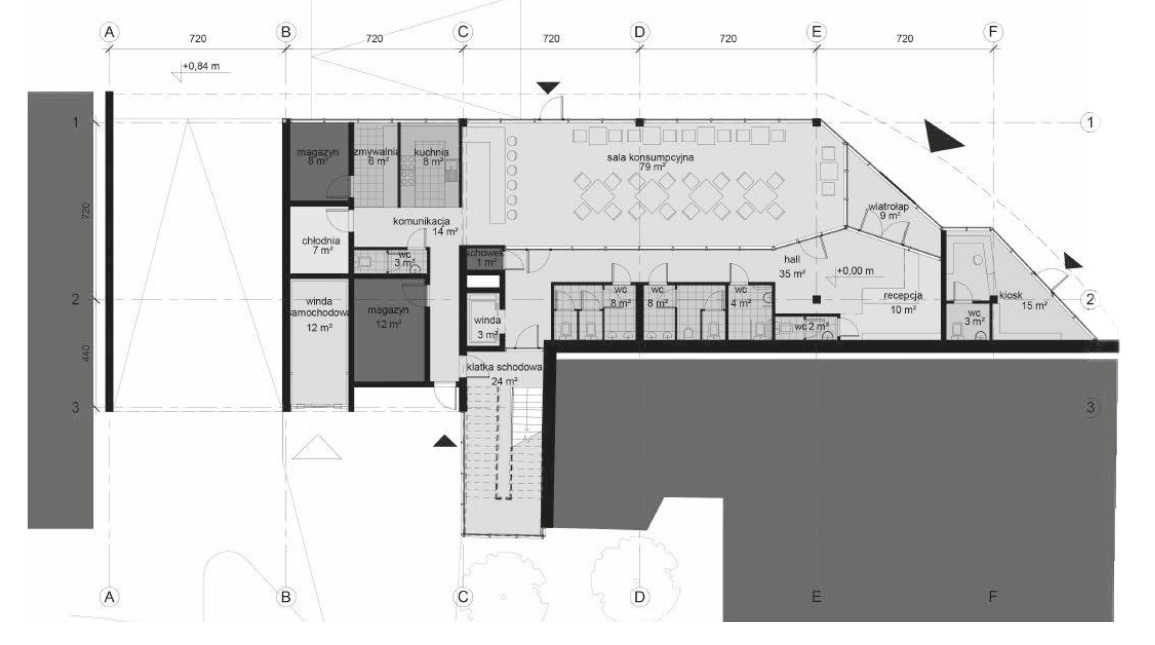 A B C D E F
720 720 720 720 720
+0,84 m
1 1
magazyn
8 m²
zmywalnia
6 m²
kuchnia
8 m²
sala konsumpcyjna
79 m²
720
wiatrołap
9 m²
komunikacja
14 m²
chłodnia
7 m²
wc
3 m²
schowek
1 m²
hall
35 m²
+0,00 m
2 2
winda
samochodowa
12 m²
magazyn
12 m²
winda
3 m²
wc
8 m²
wc
8 m²
wc
4 m²
wc 2 m²
recepcja
10 m²
kiosk
15 m²
wc
3 m²
440
klatka schodowa
24 m²
3 3
A B C D E F